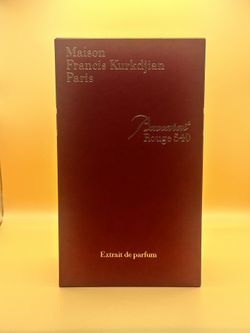 Maison
Francis Kurkdjian
Paris
Baccarat
Rouge 540
Extrait de parfum